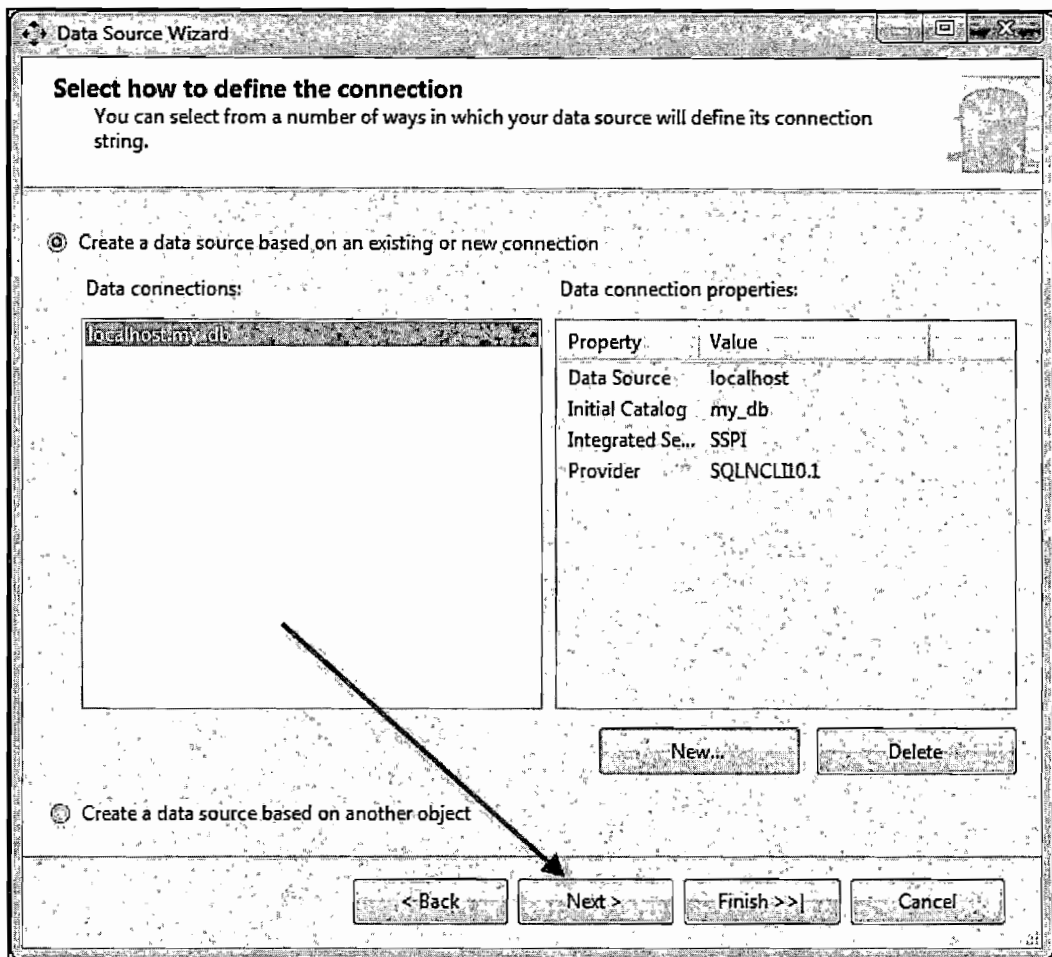 Data Source Wizard
Select how to define the connection
You can select from a number of ways in which your data source will define its connection
string.
Create a data source based on an existing or new connection
Data connections:
Data connection properties:
localhost.my_db
Property Value
Data Source localhost
Initial Catalog my_db
Integrated Se... SSPI
Provider SQLNCLI10.1
New...
Delete
Create a data source based on another object
< Back
Next >
Finish >>|
Cancel